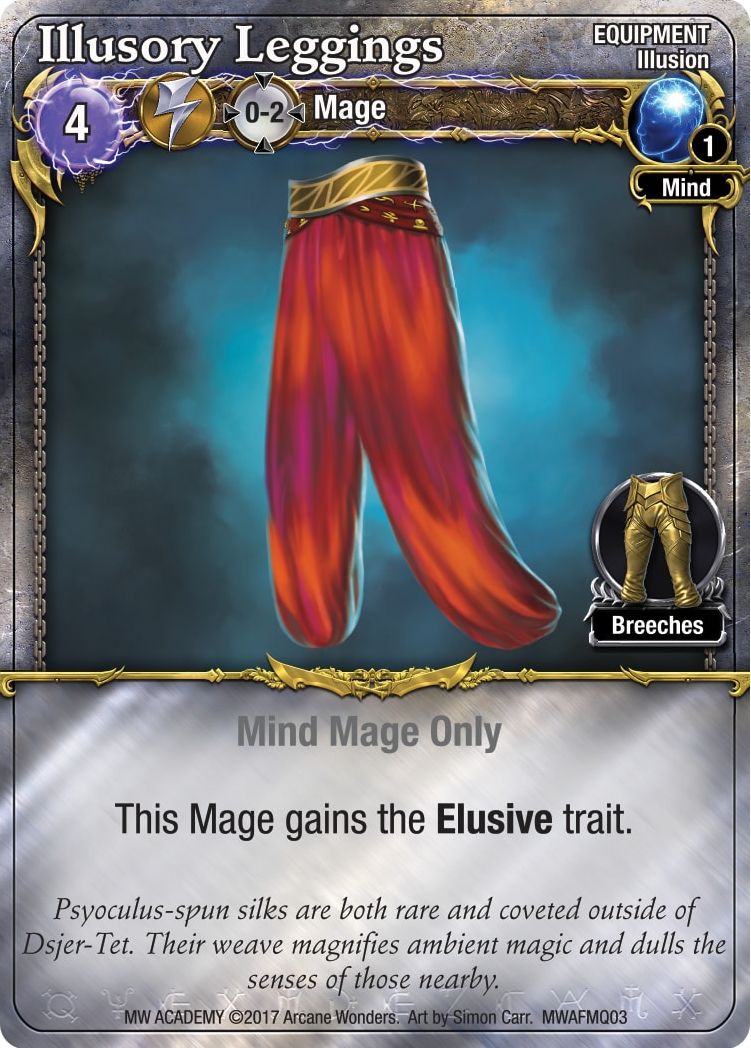 Illusory Leggings
EQUIPMENT
Illusion
4
0-2
Mage
1
Mind
Breeches
Mind Mage Only
This Mage gains the Elusive trait.
Psyoculus-spun silks are both rare and coveted outside of
Dsjer-Tet. Their weave magnifies ambient magic and dulls the
senses of those nearby.
MW ACADEMY ©2017 Arcane Wonders. Art by Simon Carr. MWAFMQ03